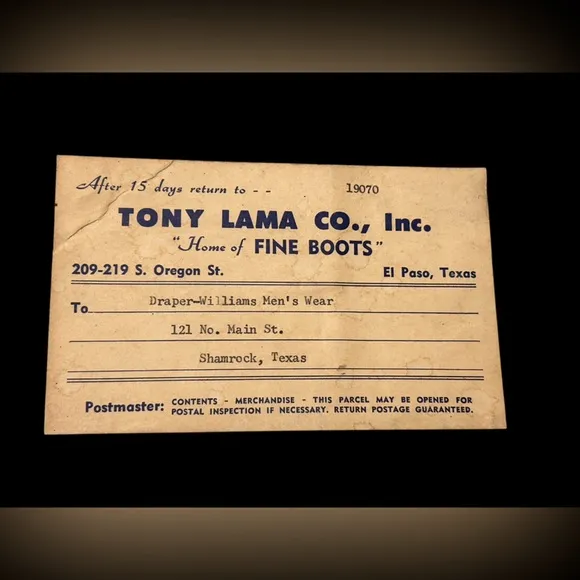 After 15 days return to - - 19070
TONY LAMA CO., Inc.
"Home of FINE BOOTS"
209-219 S. Oregon St. El Paso, Texas
To Draper-Williams Men's Wear
121 No. Main St.
Shamrock, Texas
Postmaster: CONTENTS - MERCHANDISE - THIS PARCEL MAY BE OPENED FOR
POSTAL INSPECTION IF NECESSARY. RETURN POSTAGE GUARANTEED.